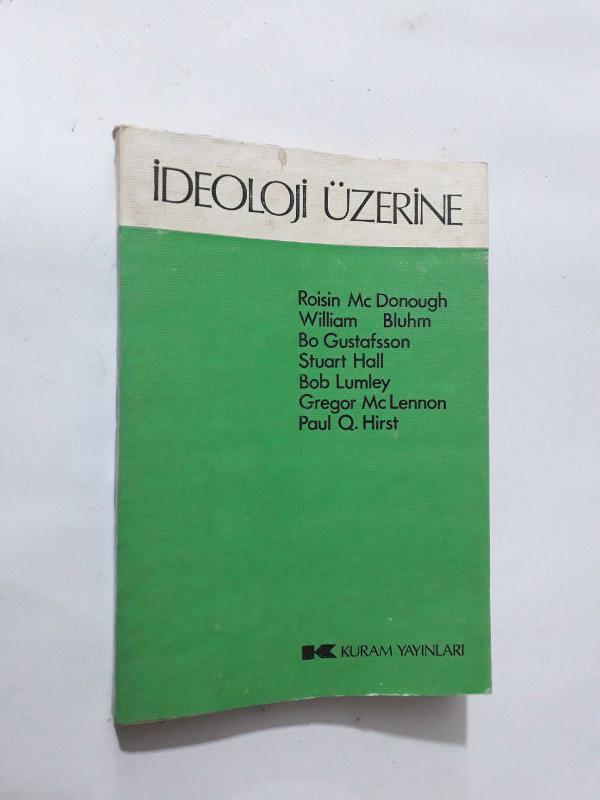 İDEOLOJİ ÜZERİNE
Roisin Mc Donough
William Bluhm
Bo Gustafsson
Stuart Hall
Bob Lumley
Gregor Mc Lennon
Paul Q. Hirst
KURAM YAYINLARI